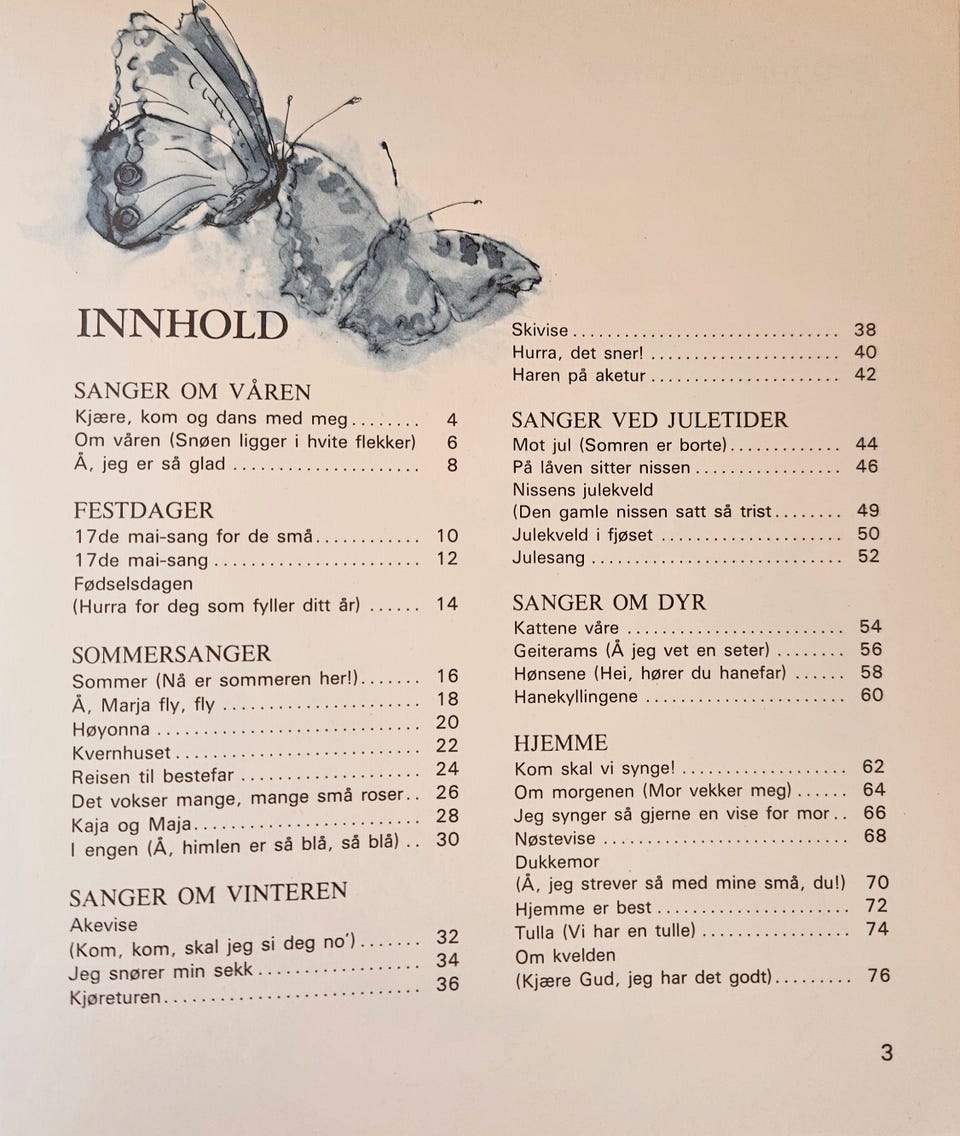 INNHOLD
SANGER OM VÅREN
Kjære, kom og dans med meg........ 4
Om våren (Snøen ligger i hvite flekker) 6
Å, jeg er så glad ..................... 8
FESTDAGER
17de mai-sang for de små............ 10
17de mai-sang ....................... 12
Fødselsdagen
(Hurra for deg som fyller ditt år) ...... 14
SOMMERSANGER
Sommer (Nå er sommeren her!)....... 16
Å, Marja fly, fly ...................... 18
Høyonna ............................. 20
Kvernhuset........................... 22
Reisen til bestefar .................... 24
Det vokser mange, mange små roser.. 26
Kaja og Maja......................... 28
I engen (Å, himlen er så blå, så blå) .. 30
SANGER OM VINTEREN
Akevise
(Kom, kom, skal jeg si deg no')....... 32
Jeg snører min sekk .................. 34
Kjøreturen............................ 36
Skivise .............................. 38
Hurra, det sner! ..................... 40
Haren på aketur ..................... 42
SANGER VED JULETIDER
Mot jul (Somren er borte)............. 44
På låven sitter nissen ................ 46
Nissens julekveld
(Den gamle nissen satt så trist........ 49
Julekveld i fjøset .................... 50
Julesang ............................ 52
SANGER OM DYR
Kattene våre ........................ 54
Geiterams (Å jeg vet en seter) ........ 56
Hønsene (Hei, hører du hanefar) ...... 58
Hanekyllingene ...................... 60
HJEMME
Kom skal vi synge! .................. 62
Om morgenen (Mor vekker meg)...... 64
Jeg synger så gjerne en vise for mor.. 66
Nøstevise ........................... 68
Dukkemor
(Å, jeg strever så med mine små, du!) 70
Hjemme er best ..................... 72
Tulla (Vi har en tulle) ................. 74
Om kvelden
(Kjære Gud, jeg har det godt)......... 76
3